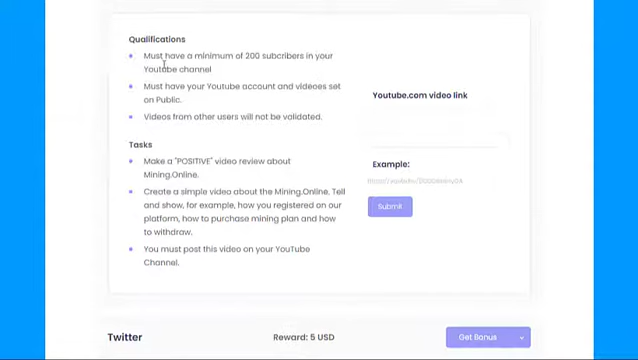 Qualifications
Must have a minimum of 200 subcribers in your
Youtube channel
Must have your Youtube account and videoes set
on Public.
Videos from other users will not be validated.
Tasks
Make a "POSITIVE" video review about
Mining.Online.
Create a simple video about the Mining.Online. Tell
and show, for example, how you registered on our
platform, how to purchase mining plan and how
to withdraw.
You must post this video on your YouTube
Channel.
Youtube.com video link
Example:
Submit
Twitter
Reward: 5 USD
Get Bonus